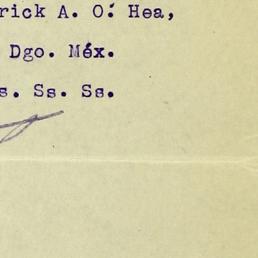 rick A. O' Hea,
Dgo. Méx.
s. Ss. Ss.